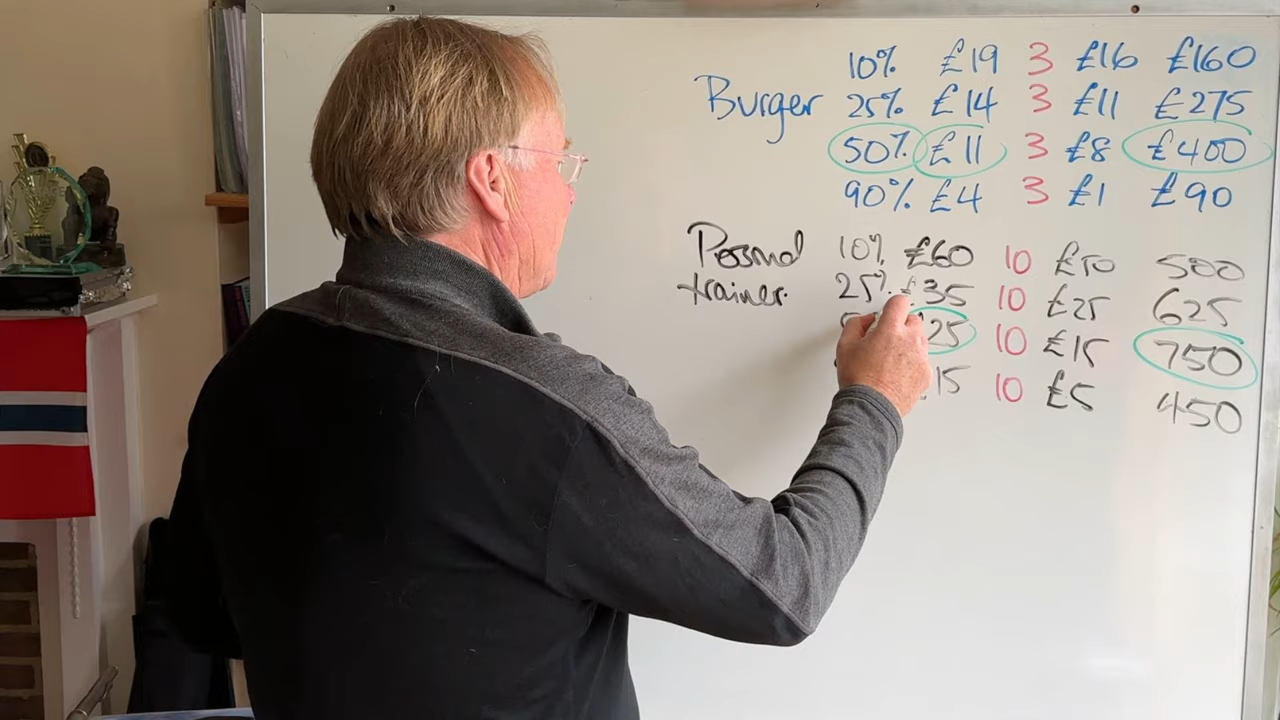 10% £19 3 £16 £160
Burger 25% £14 3 £11 £275
50% £11 3 £8 £400
90% £4 3 £1 £90
Personal 10% £60 10 £50 500
trainer. 25% £35 10 £25 625
25 10 £15 750
15 10 £5 450